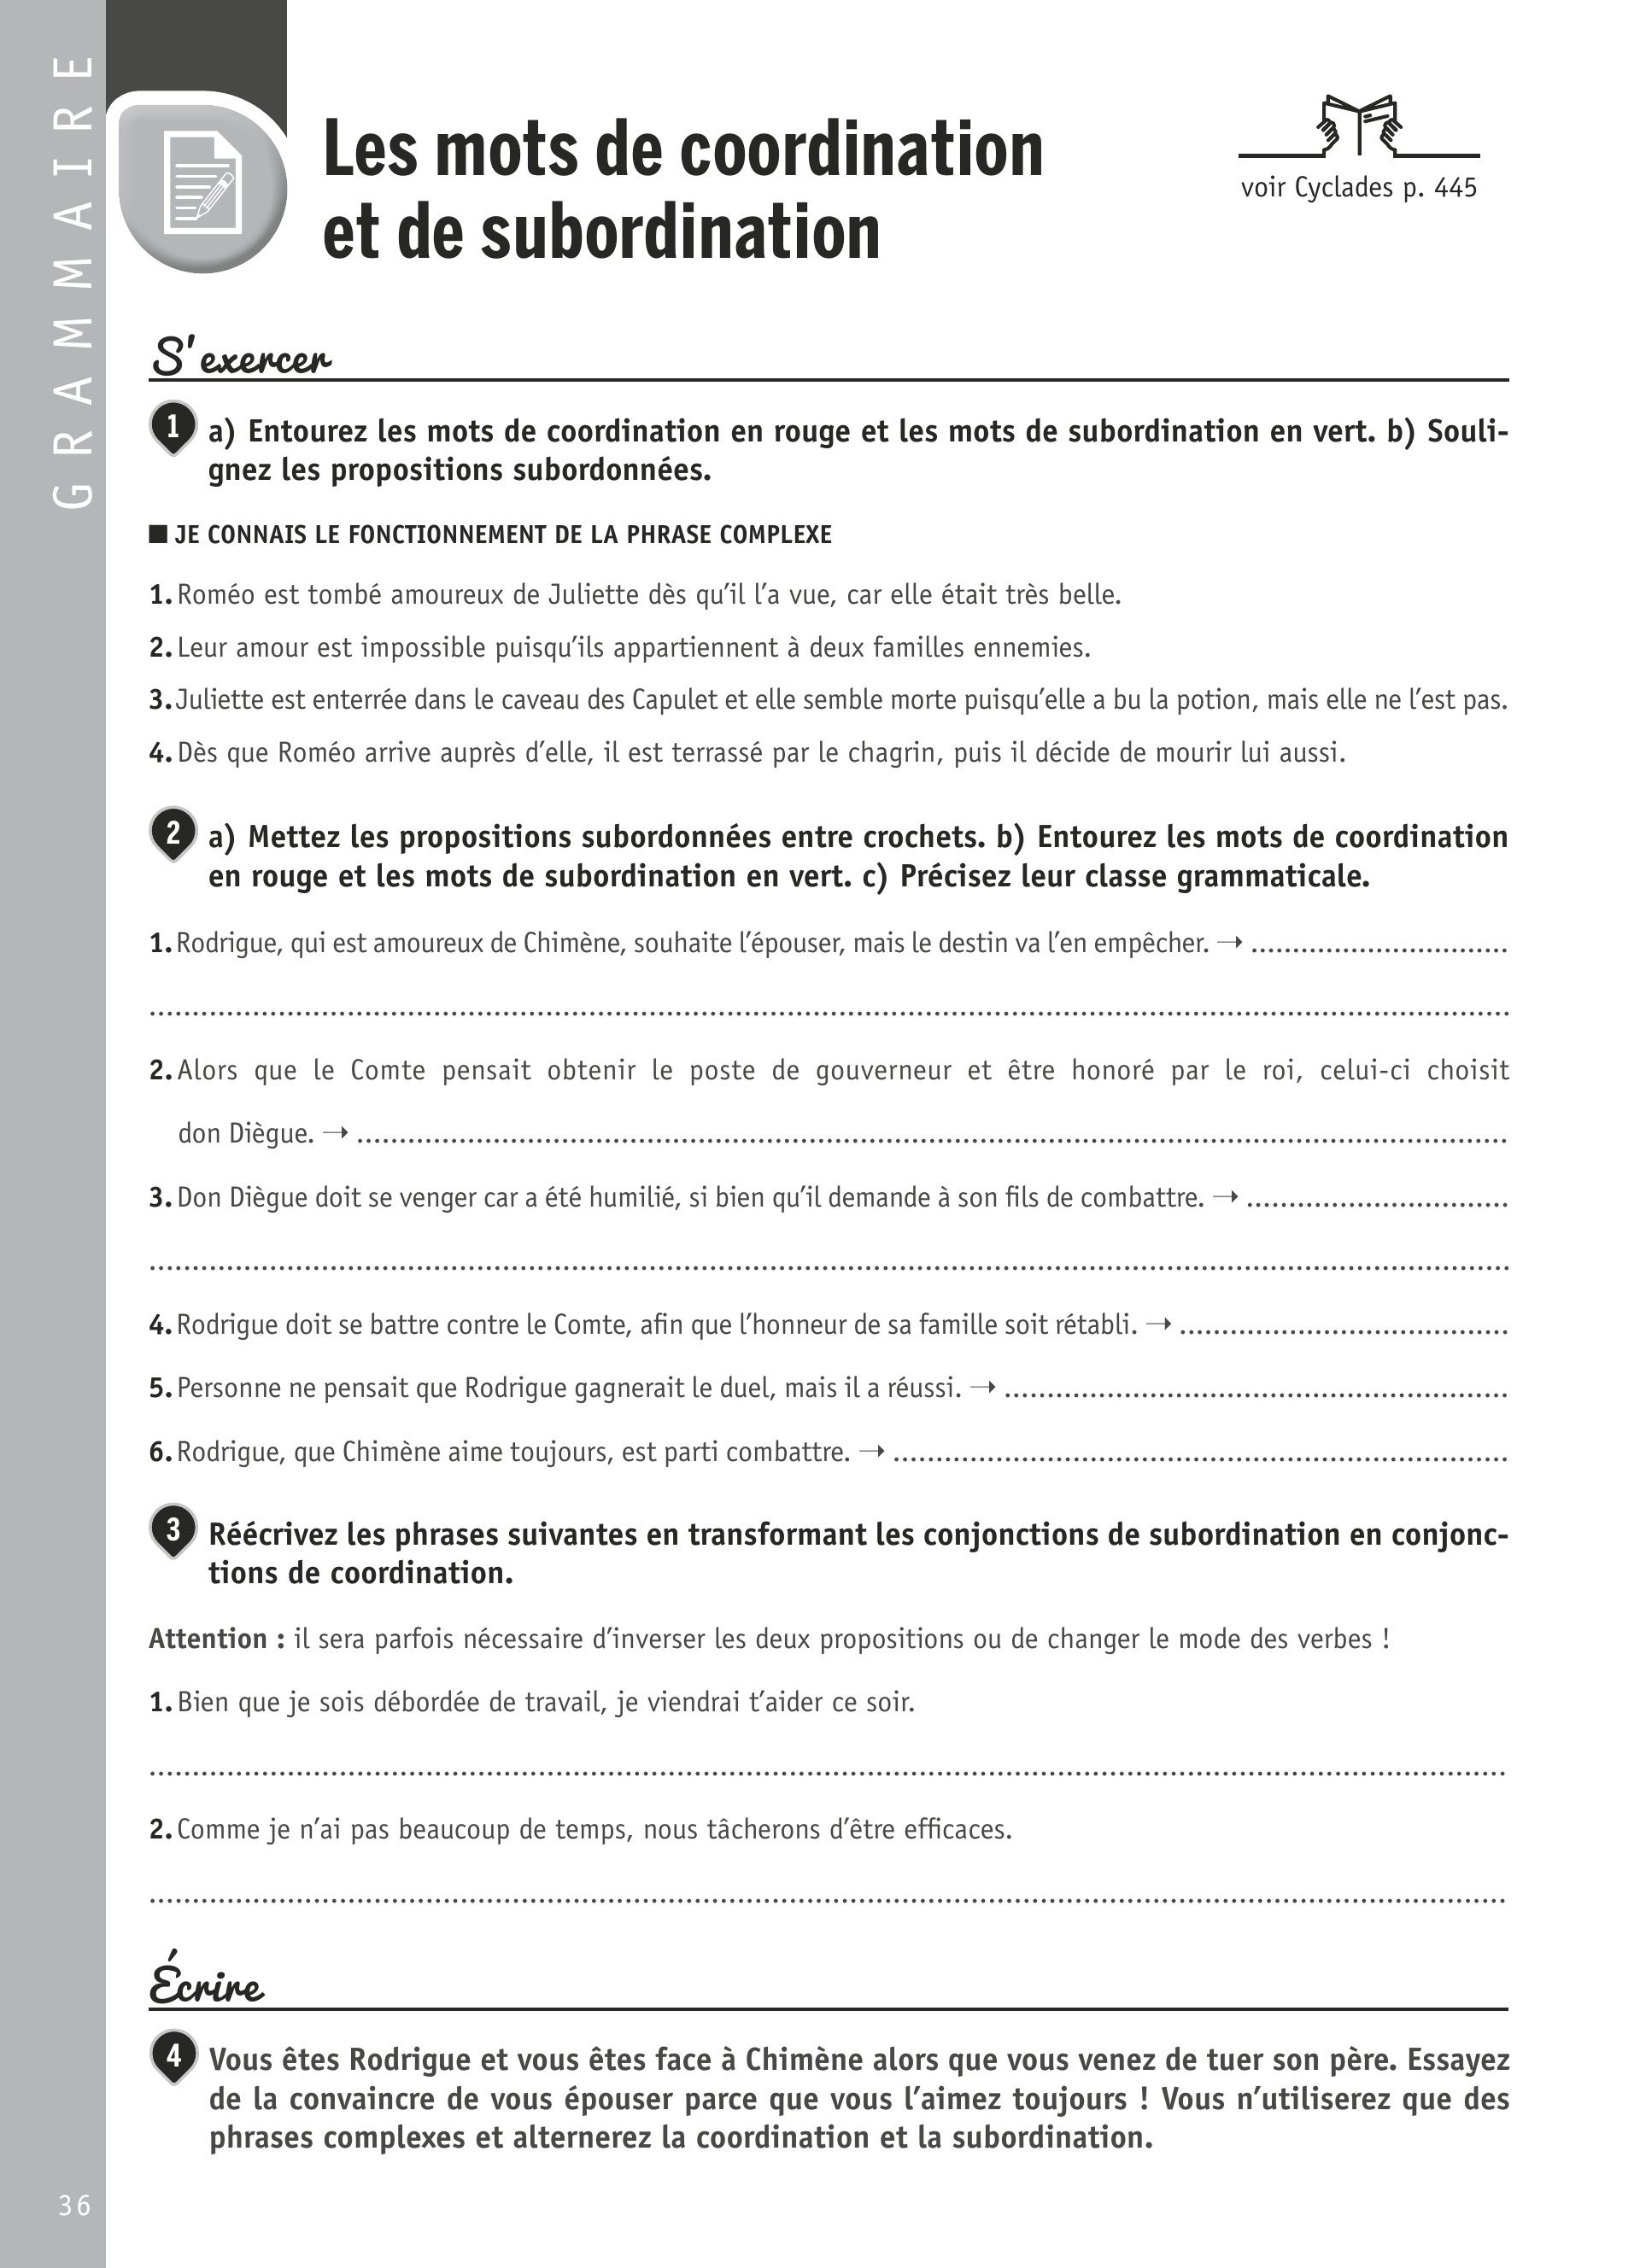 GRAMMAIRE
Les mots de coordination
et de subordination
voir Cyclades p. 445
S'exercer
1 a) Entourez les mots de coordination en rouge et les mots de subordination en vert. b) Souli-
gnez les propositions subordonnées.
■ JE CONNAIS LE FONCTIONNEMENT DE LA PHRASE COMPLEXE
1. Roméo est tombé amoureux de Juliette dès qu’il l’a vue, car elle était très belle.
2. Leur amour est impossible puisqu’ils appartiennent à deux familles ennemies.
3. Juliette est enterrée dans le caveau des Capulet et elle semble morte puisqu’elle a bu la potion, mais elle ne l’est pas.
4. Dès que Roméo arrive auprès d’elle, il est terrassé par le chagrin, puis il décide de mourir lui aussi.
2 a) Mettez les propositions subordonnées entre crochets. b) Entourez les mots de coordination
en rouge et les mots de subordination en vert. c) Précisez leur classe grammaticale.
1. Rodrigue, qui est amoureux de Chimène, souhaite l’épouser, mais le destin va l’en empêcher. → ..............................
2. Alors que le Comte pensait obtenir le poste de gouverneur et être honoré par le roi, celui-ci choisit
don Diègue. → ..............................
3. Don Diègue doit se venger car a été humilié, si bien qu’il demande à son fils de combattre. → ..............................
4. Rodrigue doit se battre contre le Comte, afin que l’honneur de sa famille soit rétabli. → ..............................
5. Personne ne pensait que Rodrigue gagnerait le duel, mais il a réussi. → ..............................
6. Rodrigue, que Chimène aime toujours, est parti combattre. → ..............................
3 Réécrivez les phrases suivantes en transformant les conjonctions de subordination en conjonc-
tions de coordination.
Attention : il sera parfois nécessaire d’inverser les deux propositions ou de changer le mode des verbes !
1. Bien que je sois débordée de travail, je viendrai t’aider ce soir.
2. Comme je n’ai pas beaucoup de temps, nous tâcherons d’être efficaces.
Écrire
4 Vous êtes Rodrigue et vous êtes face à Chimène alors que vous venez de tuer son père. Essayez
de la convaincre de vous épouser parce que vous l’aimez toujours ! Vous n’utiliserez que des
phrases complexes et alternerez la coordination et la subordination.
36